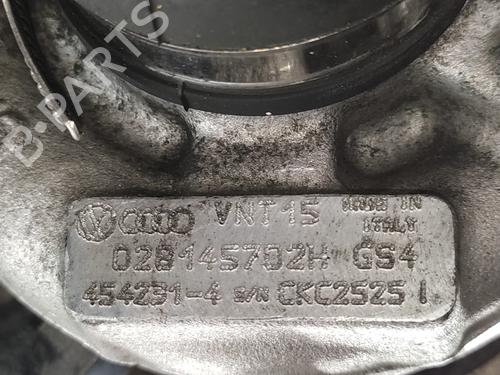 B-PARTS
VNT 15 MADE IN
ITALY
028145702H GS4
454231-4 S/N CKC2525 I